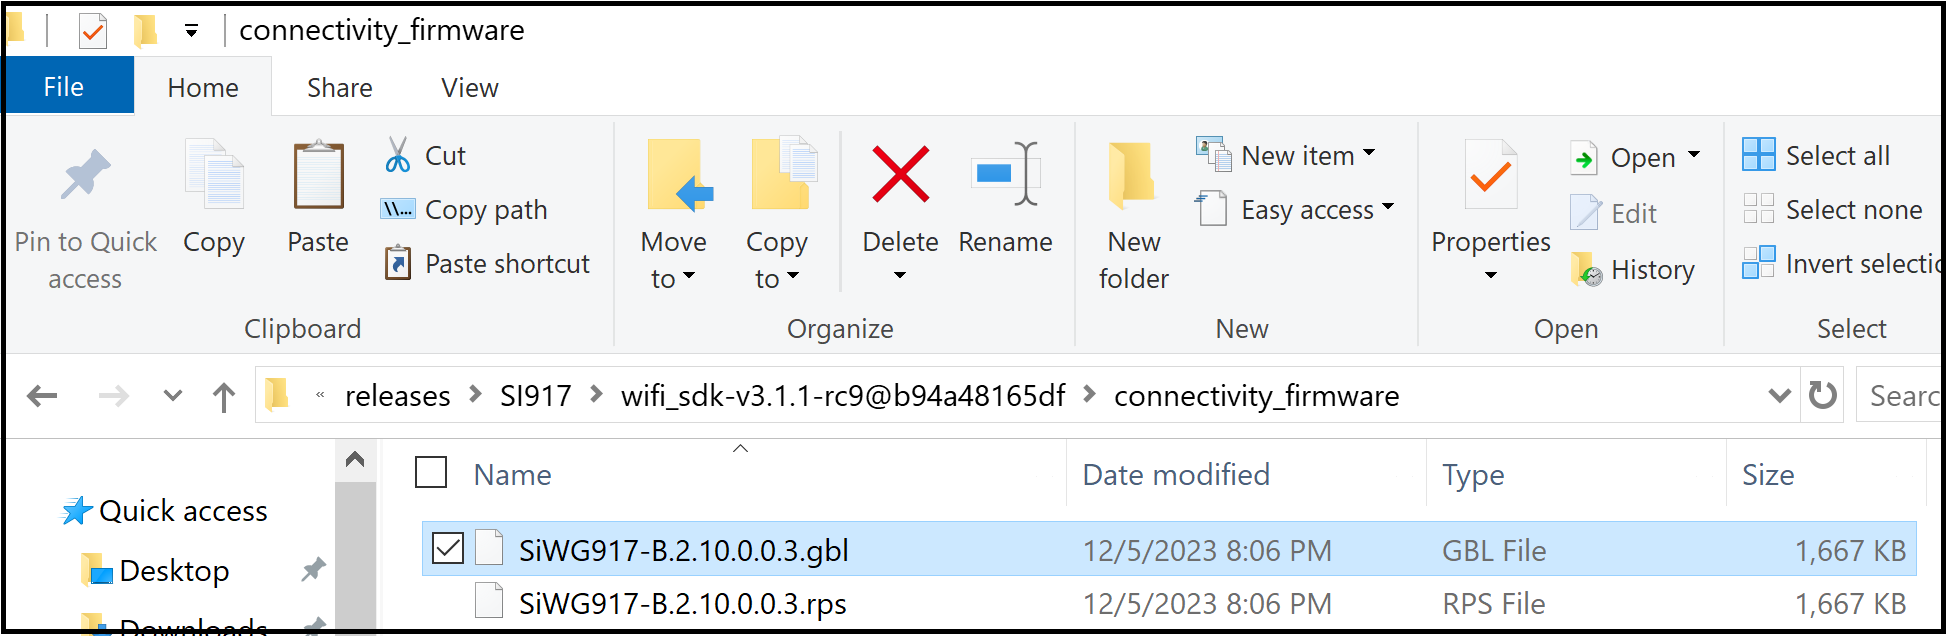 connectivity_firmware
File Home Share View
Pin to Quick access
Copy
Paste
Cut
\\...
Copy path
Paste shortcut
Clipboard
Move to
Copy to
Delete
Rename
Organize
New folder
New item
Easy access
New
Properties
Open
Edit
History
Open
Select all
Select none
Invert selectic
Select
« releases > SI917 > wifi_sdk-v3.1.1-rc9@b94a48165df > connectivity_firmware
Searc
Name Date modified Type Size
Quick access
Desktop
Downloads
SiWG917-B.2.10.0.0.3.gbl 12/5/2023 8:06 PM GBL File 1,667 KB
SiWG917-B.2.10.0.0.3.rps 12/5/2023 8:06 PM RPS File 1,667 KB